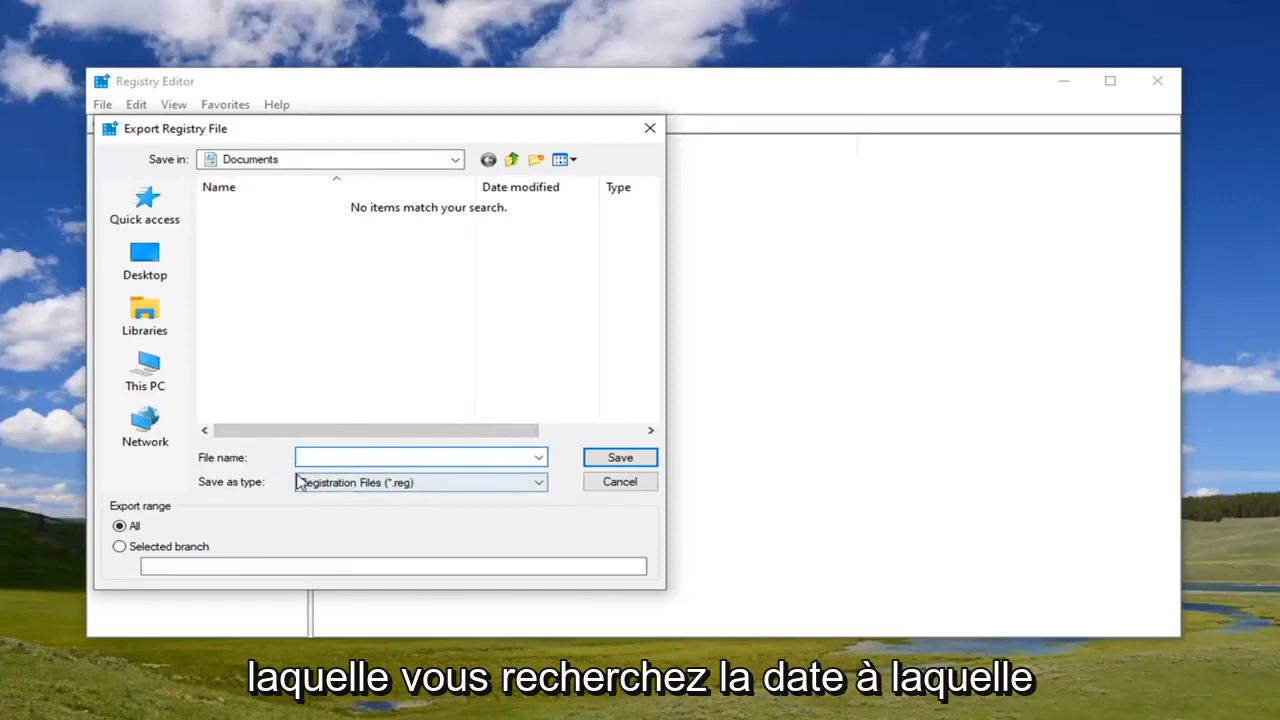 Registry Editor
File Edit View Favorites Help
Export Registry File
Save in: Documents
Name Date modified Type
No items match your search.
Quick access
Desktop
Libraries
This PC
Network
File name: Save
Save as type: Registration Files (*.reg) Cancel
Export range
All
Selected branch
laquelle vous recherchez la date à laquelle